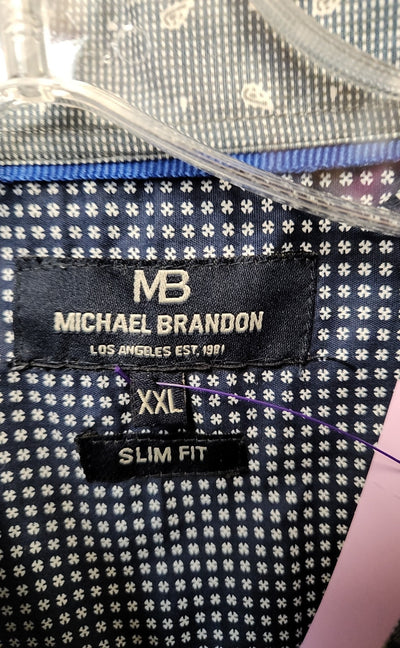 MB
MICHAEL BRANDON
LOS ANGELES EST. 1981
XXL
SLIM FIT